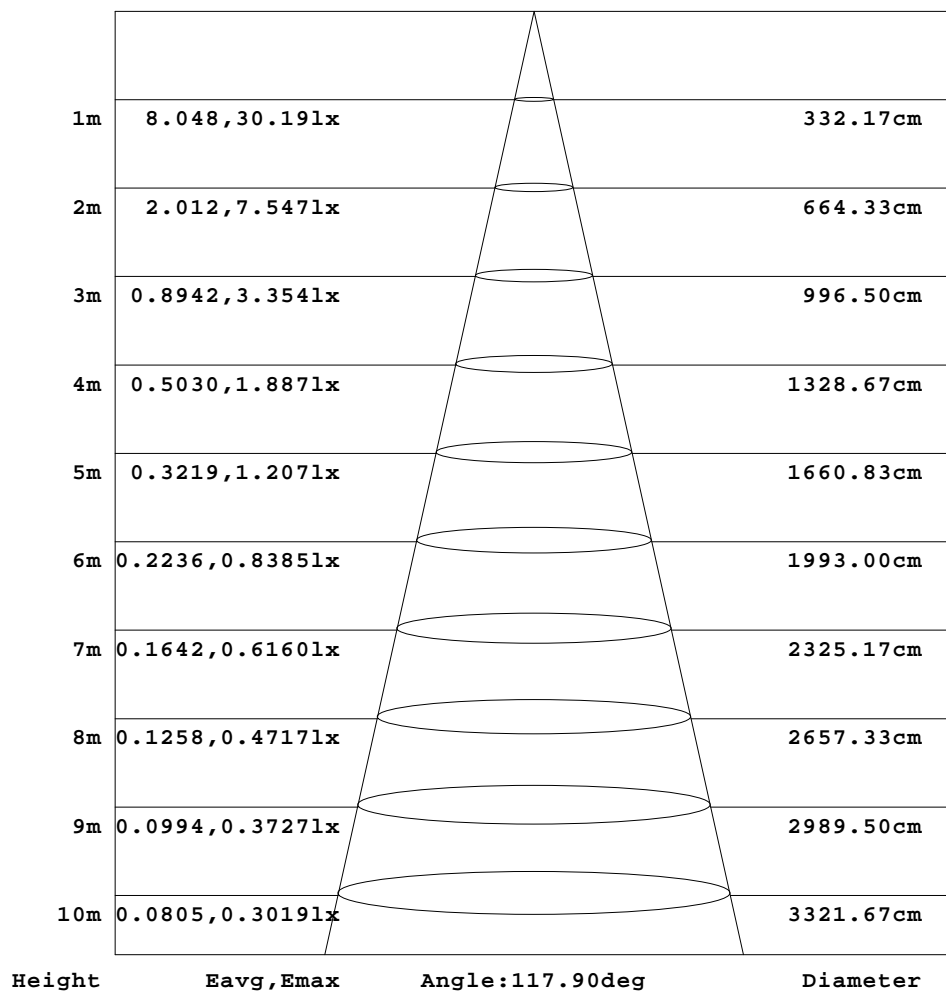 1m 8.048,30.19lx 332.17cm
2m 2.012,7.547lx 664.33cm
3m 0.8942,3.354lx 996.50cm
4m 0.5030,1.887lx 1328.67cm
5m 0.3219,1.207lx 1660.83cm
6m 0.2236,0.8385lx 1993.00cm
7m 0.1642,0.6160lx 2325.17cm
8m 0.1258,0.4717lx 2657.33cm
9m 0.0994,0.3727lx 2989.50cm
10m 0.0805,0.3019lx 3321.67cm
Height Eavg,Emax Angle:117.90deg Diameter